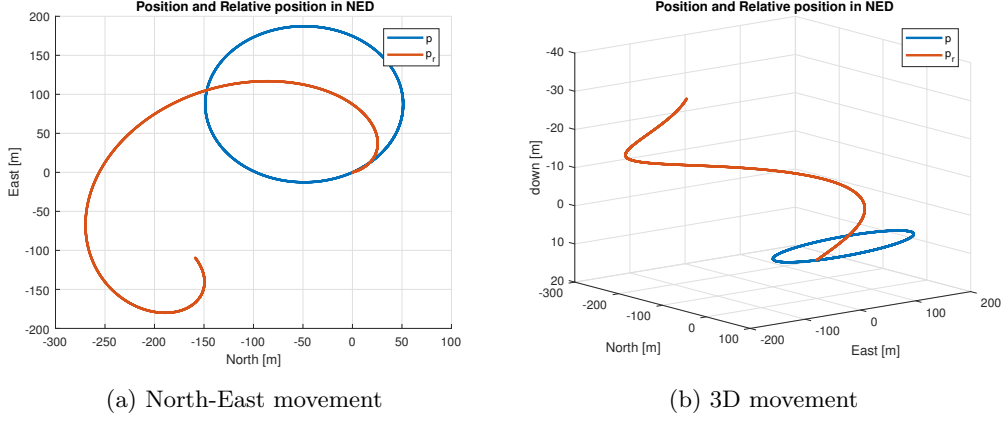 Position and Relative position in NED
p
p_r
200
150
100
50
0
-50
-100
-150
-200
East [m]
-300
-250
-200
-150
-100
-50
0
50
100
North [m]
(a) North-East movement
Position and Relative position in NED
p
p_r
-40
-30
-20
-10
0
10
20
down [m]
-300
-200
-100
0
100
North [m]
-200
-100
0
100
200
East [m]
(b) 3D movement